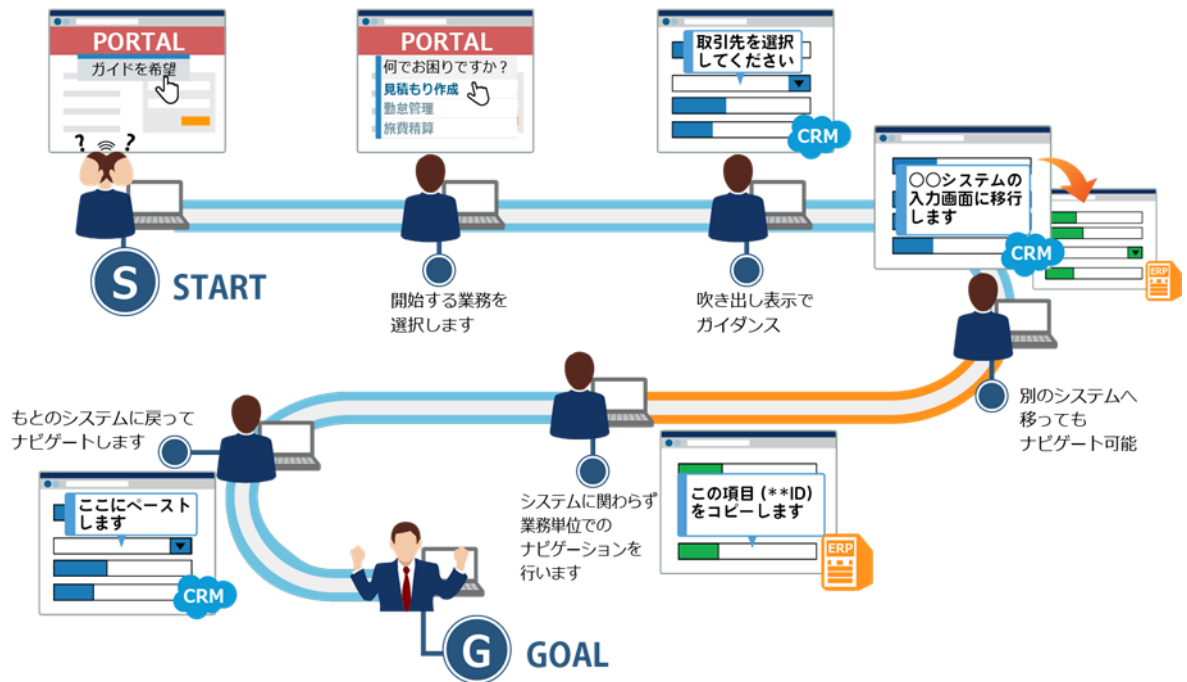 PORTAL
ガイドを希望
? ?
S
START
PORTAL
何でお困りですか?
見積もり作成
勤怠管理
旅費精算
開始する業務を
選択します
取引先を選択
してください
CRM
吹き出し表示で
ガイダンス
○○システムの
入力画面に移行
します
CRM
ERP
別のシステムへ
移っても
ナビゲート可能
この項目(**ID)
をコピーします
ERP
システムに関わらず
業務単位での
ナビゲーションを
行います
もとのシステムに戻って
ナビゲートします
ここにペースト
します
CRM
G
GOAL